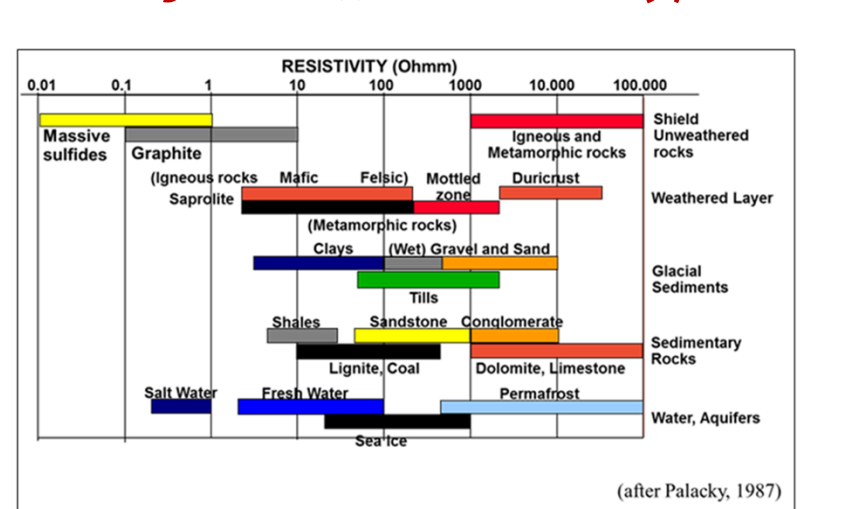 RESISTIVITY (Ohmm)
0.01 0.1 1 10 100 1000 10.000 100.000
Massive
sulfides
Graphite
Igneous and
Metamorphic rocks
Shield
Unweathered
rocks
(Igneous rocks Mafic Felsic)
Saprolite
Mottled
zone
Duricrust
(Metamorphic rocks)
Weathered Layer
Clays
(Wet) Gravel and Sand
Tills
Glacial
Sediments
Shales
Sandstone
Conglomerate
Lignite, Coal
Dolomite, Limestone
Sedimentary
Rocks
Salt Water
Fresh Water
Permafrost
Sea Ice
Water, Aquifers
(after Palacky, 1987)